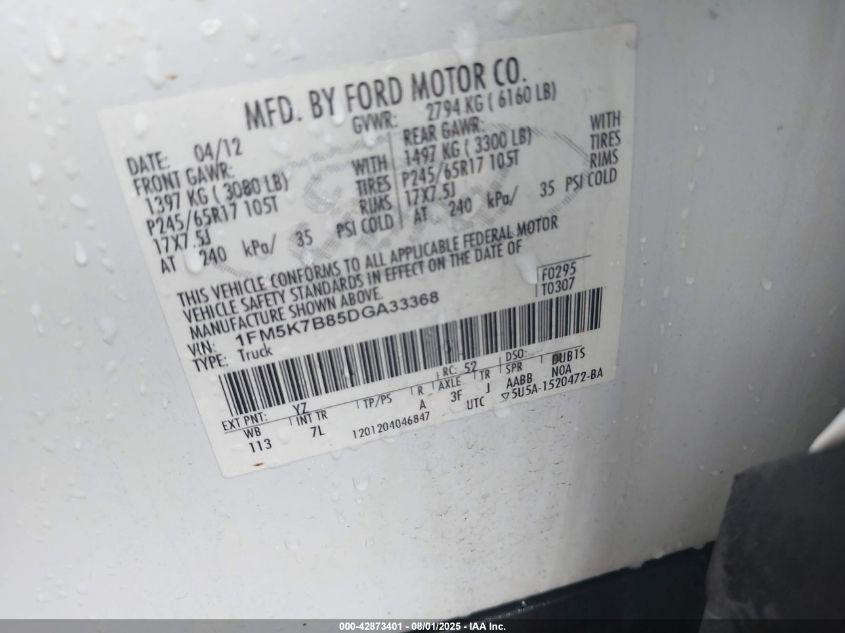 MFD. BY FORD MOTOR CO.
DATE: 04/12 GVWR: 2794 KG ( 6160 LB)
FRONT GAWR: REAR GAWR:
1397 KG ( 3080 LB) WITH 1497 KG ( 3300 LB) WITH
P245/65R17 105T TIRES P245/65R17 105T TIRES
17X7.5J RIMS 17X7.5J RIMS
AT 240 kPa/ 35 PSI COLD AT 240 kPa/ 35 PSI COLD
THIS VEHICLE CONFORMS TO ALL APPLICABLE FEDERAL MOTOR
VEHICLE SAFETY STANDARDS IN EFFECT ON THE DATE OF
MANUFACTURE SHOWN ABOVE. F0295
VIN: 1FM5K7B85DGA33368 T0307
TYPE: Truck
EXT PNT: YZ RC: 52 DSO:
WB INT TR TP/PS R AXLE TR SPR DUB1S
113 7L A 3F J AABB N0A
1201204046847 UTC ▽5U5A-1520472-BA
000-42873401 - 08/01/2025 - IAA Inc.